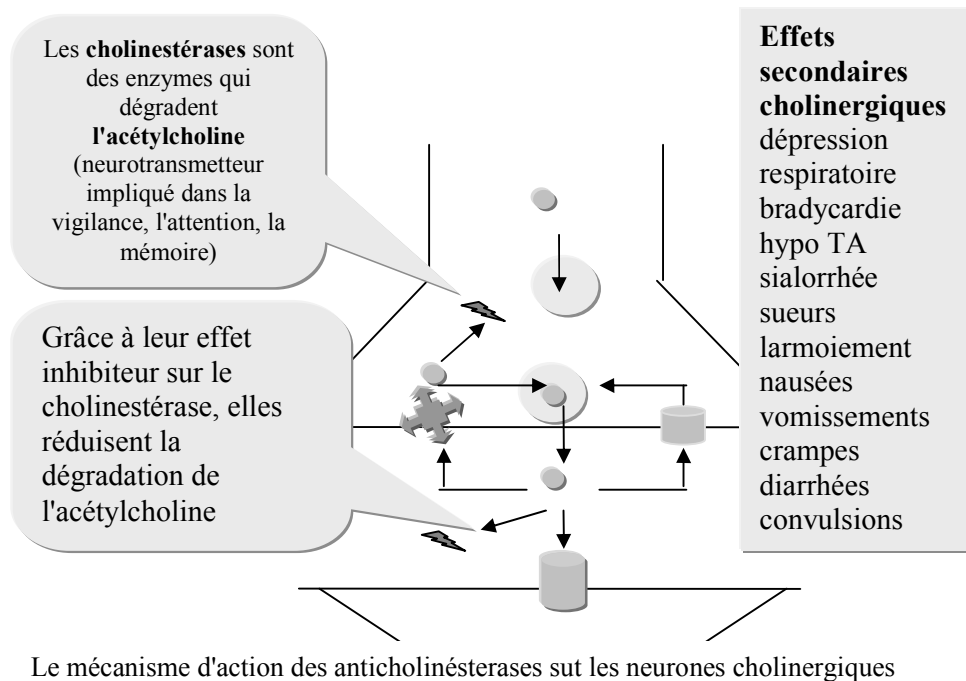 Les cholinestérases sont
des enzymes qui
dégradent
l'acétylcholine
(neurotransmetteur
impliqué dans la
vigilance, l'attention, la
mémoire)
Grâce à leur effet
inhibiteur sur le
cholinestérase, elles
réduisent la
dégradation de
l'acétylcholine
Effets
secondaires
cholinergiques
dépression
respiratoire
bradycardie
hypo TA
sialorrhée
sueurs
larmoiement
nausées
vomissements
crampes
diarrhées
convulsions
Le mécanisme d'action des anticholinésterases sut les neurones cholinergiques